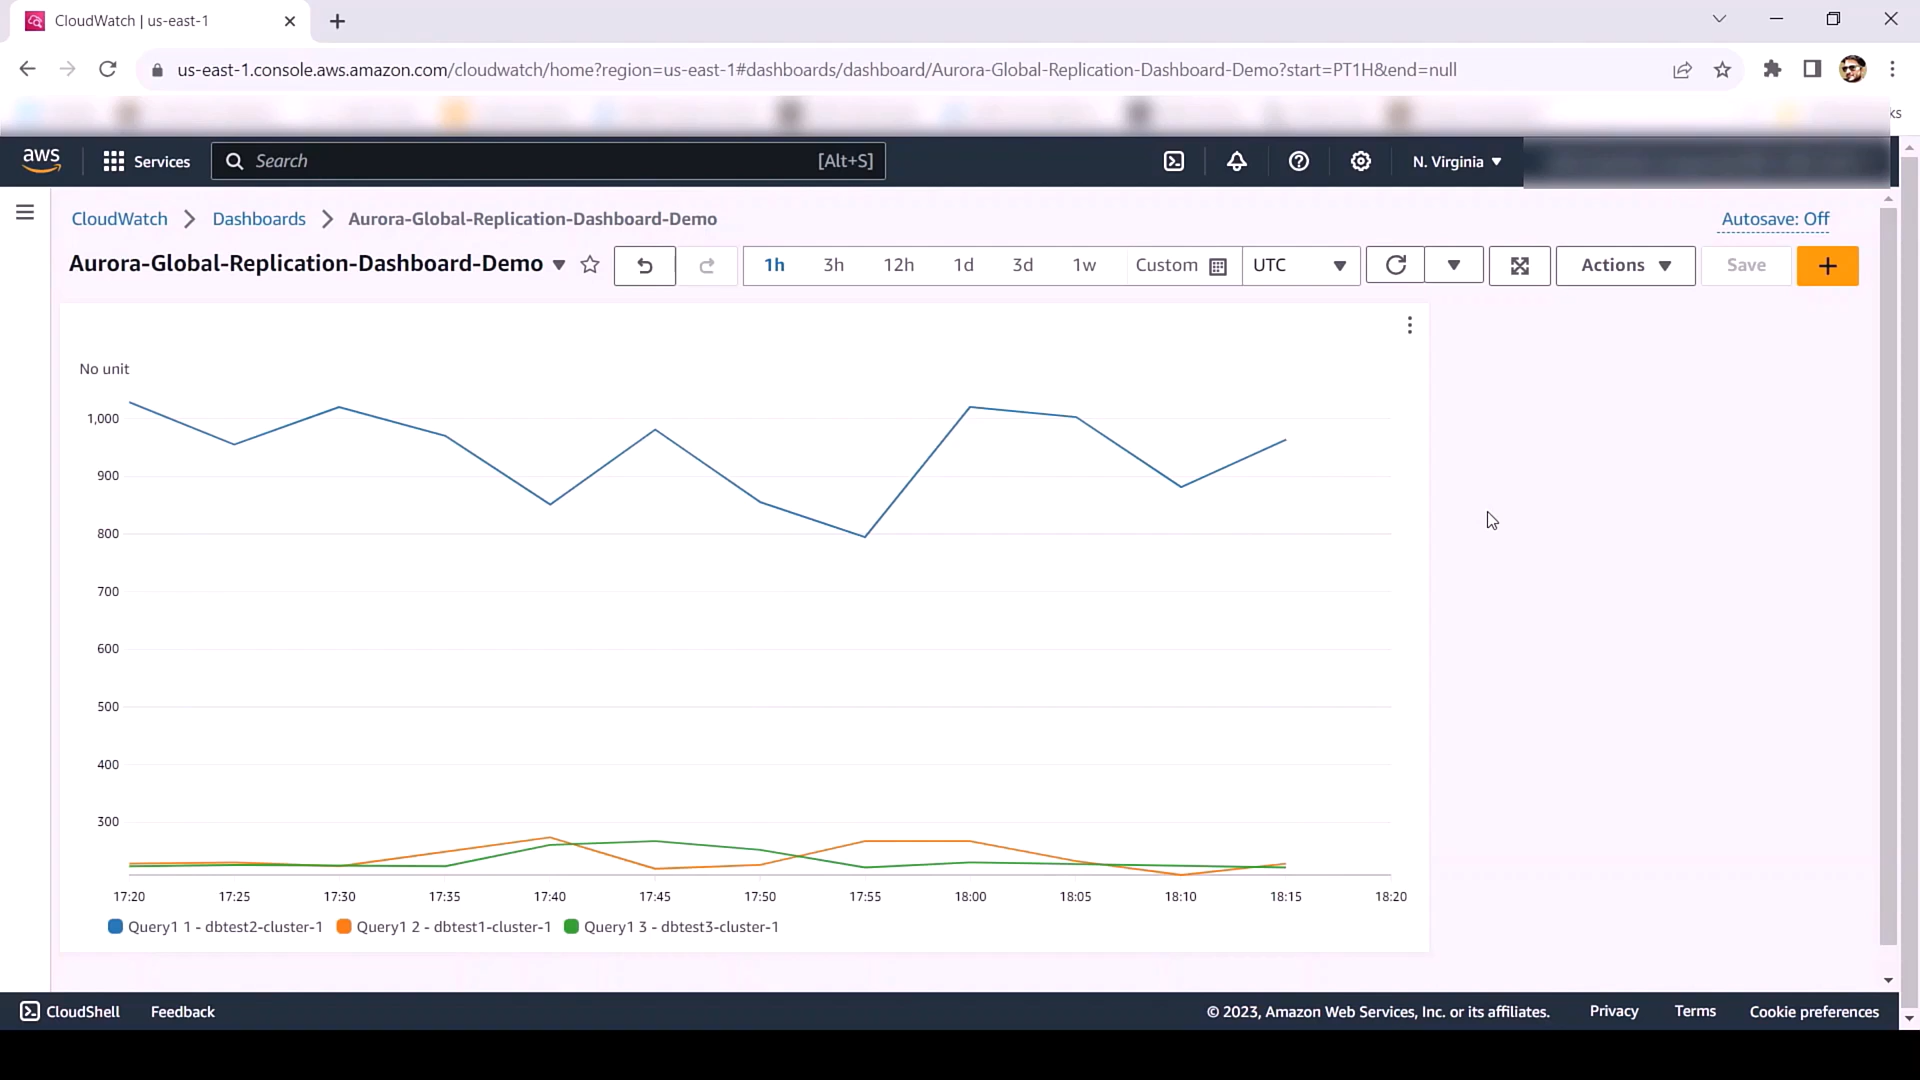 CloudWatch | us-east-1
us-east-1.console.aws.amazon.com/cloudwatch/home?region=us-east-1#dashboards/dashboard/Aurora-Global-Replication-Dashboard-Demo?start=PT1H&end=null
ks
aws Services Search [Alt+S] N. Virginia
CloudWatch Dashboards Aurora-Global-Replication-Dashboard-Demo Autosave: Off
Aurora-Global-Replication-Dashboard-Demo 1h 3h 12h 1d 3d 1w Custom UTC Actions Save +
No unit
1,000
900
800
700
600
500
400
300
17:20 17:25 17:30 17:35 17:40 17:45 17:50 17:55 18:00 18:05 18:10 18:15 18:20
Query1 1 - dbtest2-cluster-1 Query1 2 - dbtest1-cluster-1 Query1 3 - dbtest3-cluster-1
CloudShell Feedback © 2023, Amazon Web Services, Inc. or its affiliates. Privacy Terms Cookie preferences